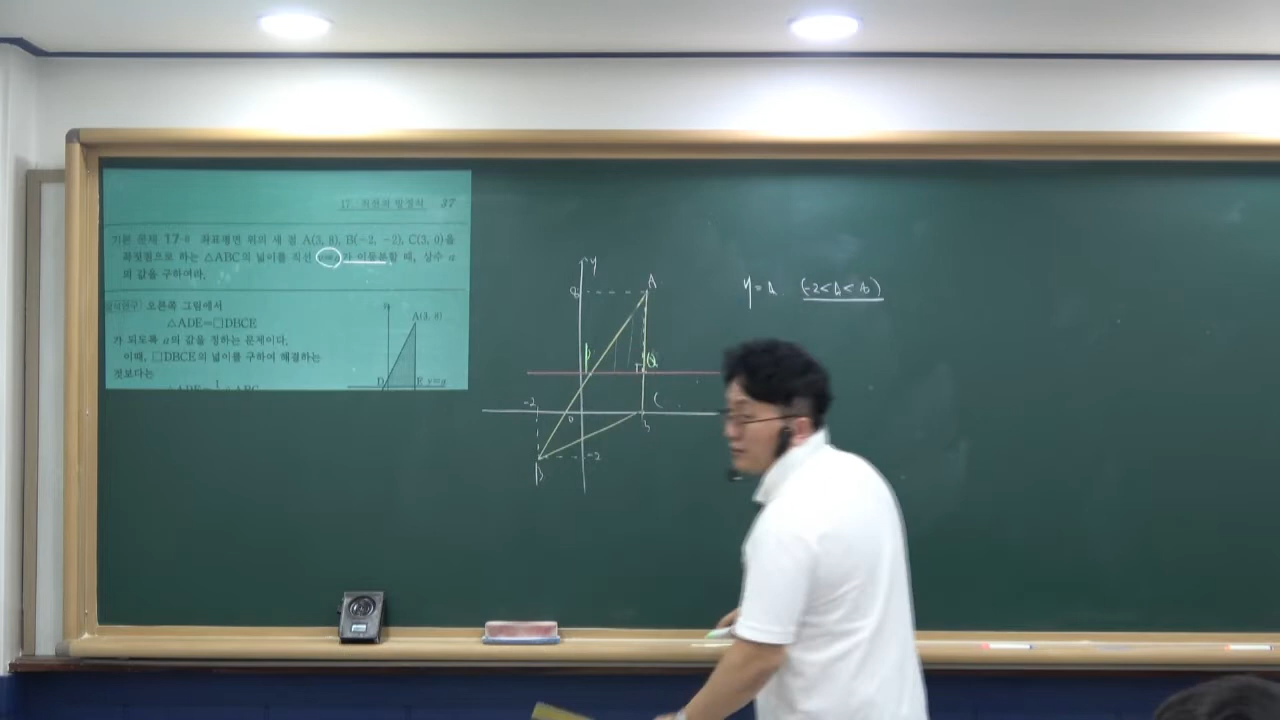 17. 직선의 방정식 37
기본 문제 17-8 좌표평면 위의 세 점 A(3, 8), B(−2, −2), C(3, 0)을
꼭짓점으로 하는 △ABC의 넓이를 직선 y=a가 이등분할 때, 상수 a
의 값을 구하여라.
오른쪽 그림에서
△ADE=□DBCE
가 되도록 a의 값을 정하는 문제이다.
이때, □DBCE의 넓이를 구하여 해결하는
것보다는
A(3, 8)
D E y=a
y
8 A
P Q
-2 0 C
3
-2
B
y = a (-2<a<8)